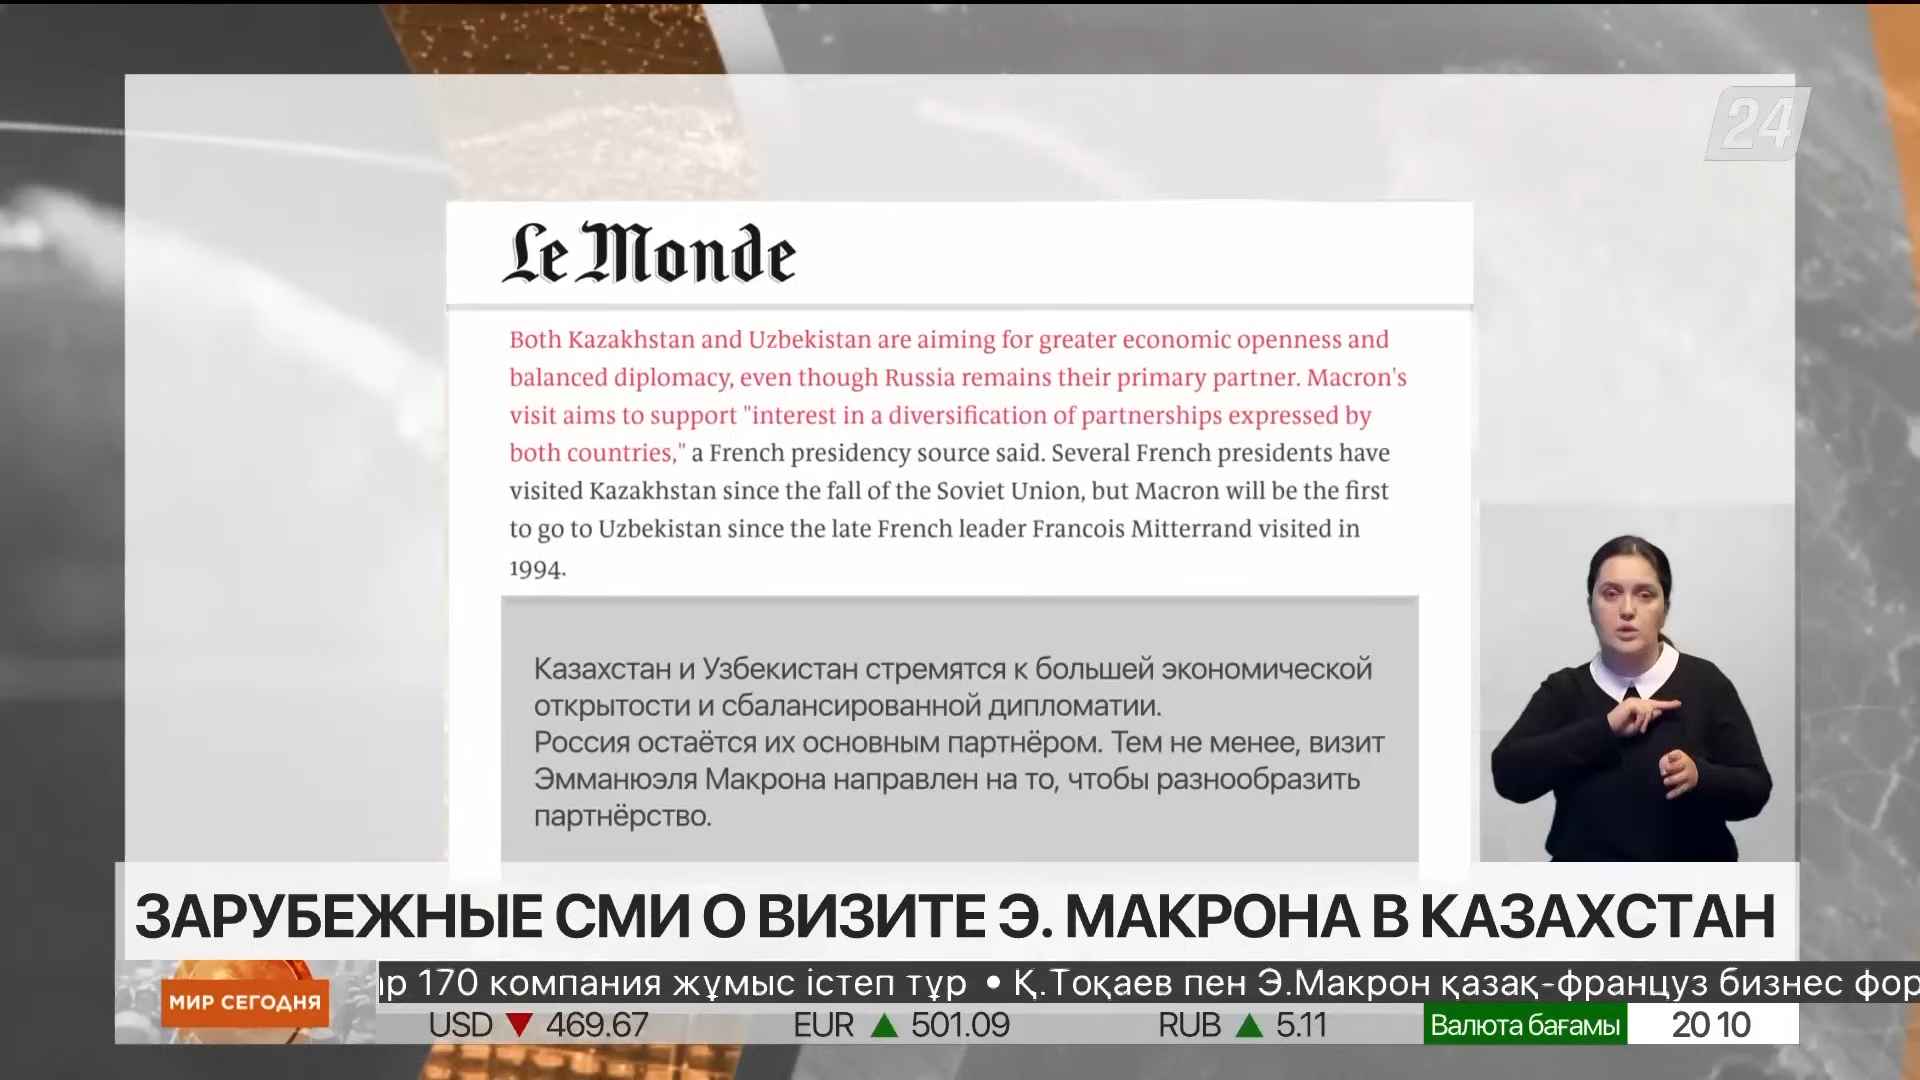 24
Le Monde
Both Kazakhstan and Uzbekistan are aiming for greater economic openness and
balanced diplomacy, even though Russia remains their primary partner. Macron's
visit aims to support "interest in a diversification of partnerships expressed by
both countries," a French presidency source said. Several French presidents have
visited Kazakhstan since the fall of the Soviet Union, but Macron will be the first
to go to Uzbekistan since the late French leader Francois Mitterrand visited in
1994.
Казахстан и Узбекистан стремятся к большей экономической
открытости и сбалансированной дипломатии.
Россия остаётся их основным партнёром. Тем не менее, визит
Эмманюэля Макрона направлен на то, чтобы разнообразить
партнёрство.
ЗАРУБЕЖНЫЕ СМИ О ВИЗИТЕ Э. МАКРОНА В КАЗАХСТАН
МИР СЕГОДНЯ
170 компания жұмыс істеп тұр • Қ.Тоқаев пен Э.Макрон қазақ-француз бизнес фор
USD ▼ 469.67 EUR ▲ 501.09 RUB ▲ 5.11 Валюта бағамы 20 10